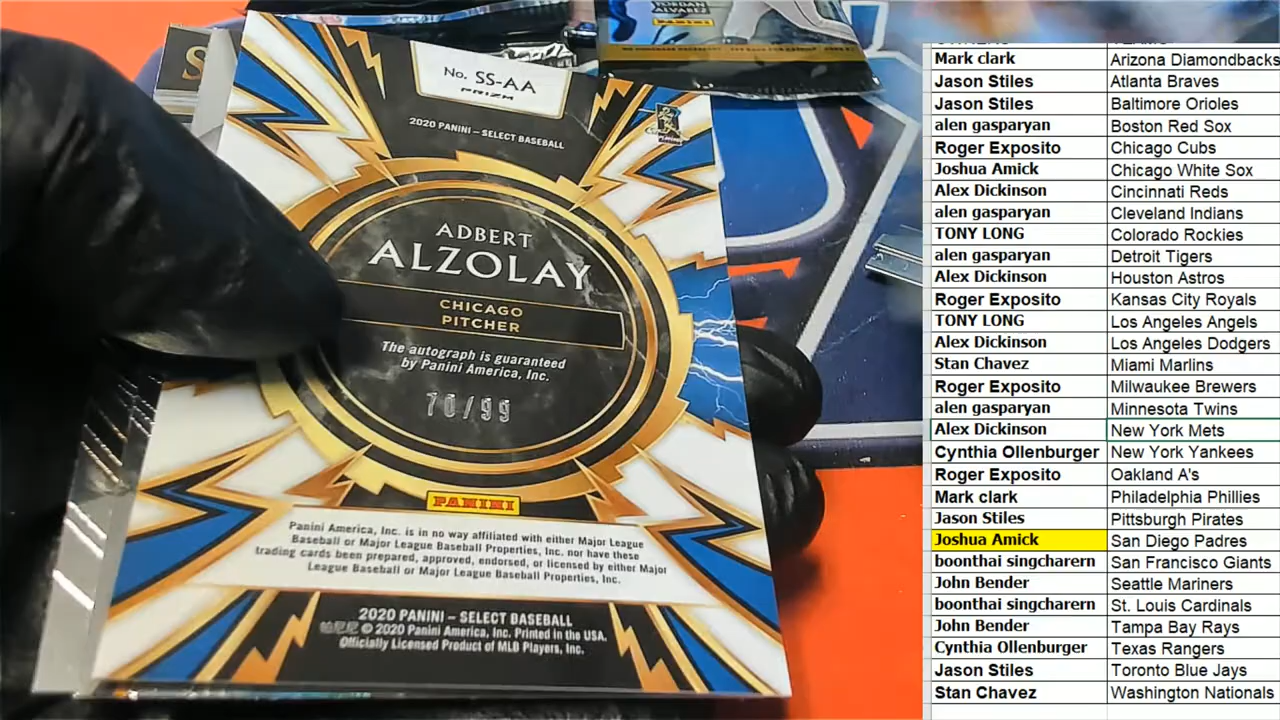 YORDAN
ALVAREZ
PANINI
S
No. SS-AA
PRIZM
2020 PANINI – SELECT BASEBALL
ADBERT
ALZOLAY
CHICAGO
PITCHER
The autograph is guaranteed
by Panini America, Inc.
70/99
PANINI
Panini America, Inc. is in no way affiliated with either Major League
Baseball or Major League Baseball Properties, Inc. nor have these
trading cards been prepared, approved, endorsed, or licensed by either Major
League Baseball or Major League Baseball Properties, Inc.
2020 PANINI – SELECT BASEBALL
© 2020 Panini America, Inc. Printed in the USA.
Officially Licensed Product of MLB Players, Inc.
Mark clark Arizona Diamondbacks
Jason Stiles Atlanta Braves
Jason Stiles Baltimore Orioles
alen gasparyan Boston Red Sox
Roger Exposito Chicago Cubs
Joshua Amick Chicago White Sox
Alex Dickinson Cincinnati Reds
alen gasparyan Cleveland Indians
TONY LONG Colorado Rockies
alen gasparyan Detroit Tigers
Alex Dickinson Houston Astros
Roger Exposito Kansas City Royals
TONY LONG Los Angeles Angels
Alex Dickinson Los Angeles Dodgers
Stan Chavez Miami Marlins
Roger Exposito Milwaukee Brewers
alen gasparyan Minnesota Twins
Alex Dickinson New York Mets
Cynthia Ollenburger New York Yankees
Roger Exposito Oakland A's
Mark clark Philadelphia Phillies
Jason Stiles Pittsburgh Pirates
Joshua Amick San Diego Padres
boonthai singcharern San Francisco Giants
John Bender Seattle Mariners
boonthai singcharern St. Louis Cardinals
John Bender Tampa Bay Rays
Cynthia Ollenburger Texas Rangers
Jason Stiles Toronto Blue Jays
Stan Chavez Washington Nationals